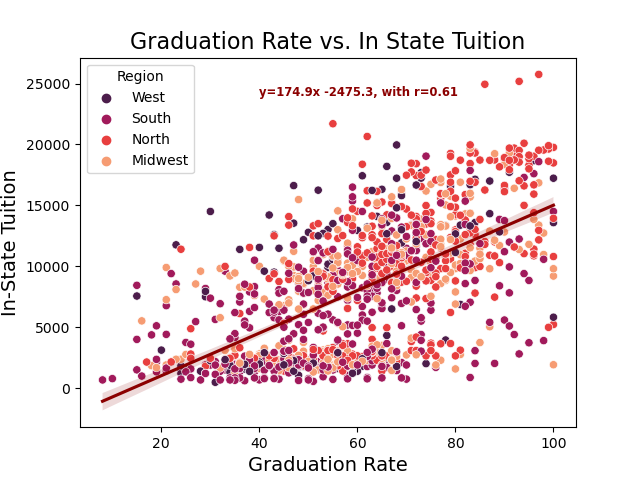 Graduation Rate vs. In State Tuition
Region
West
South
North
Midwest
y=174.9x -2475.3, with r=0.61
25000
20000
15000
10000
5000
0
In-State Tuition
20 40 60 80 100
Graduation Rate